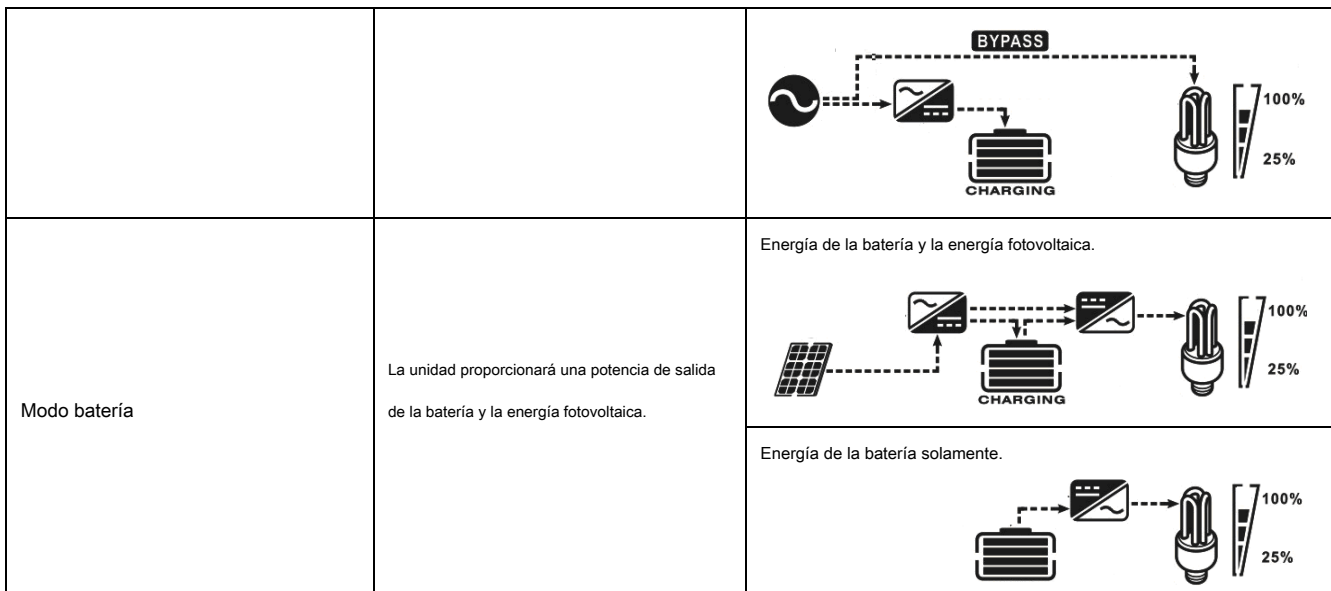 BYPASS
100%
25%
CHARGING
Modo batería
La unidad proporcionará una potencia de salida
de la batería y la energía fotovoltaica.
Energía de la batería y la energía fotovoltaica.
100%
25%
CHARGING
Energía de la batería solamente.
100%
25%